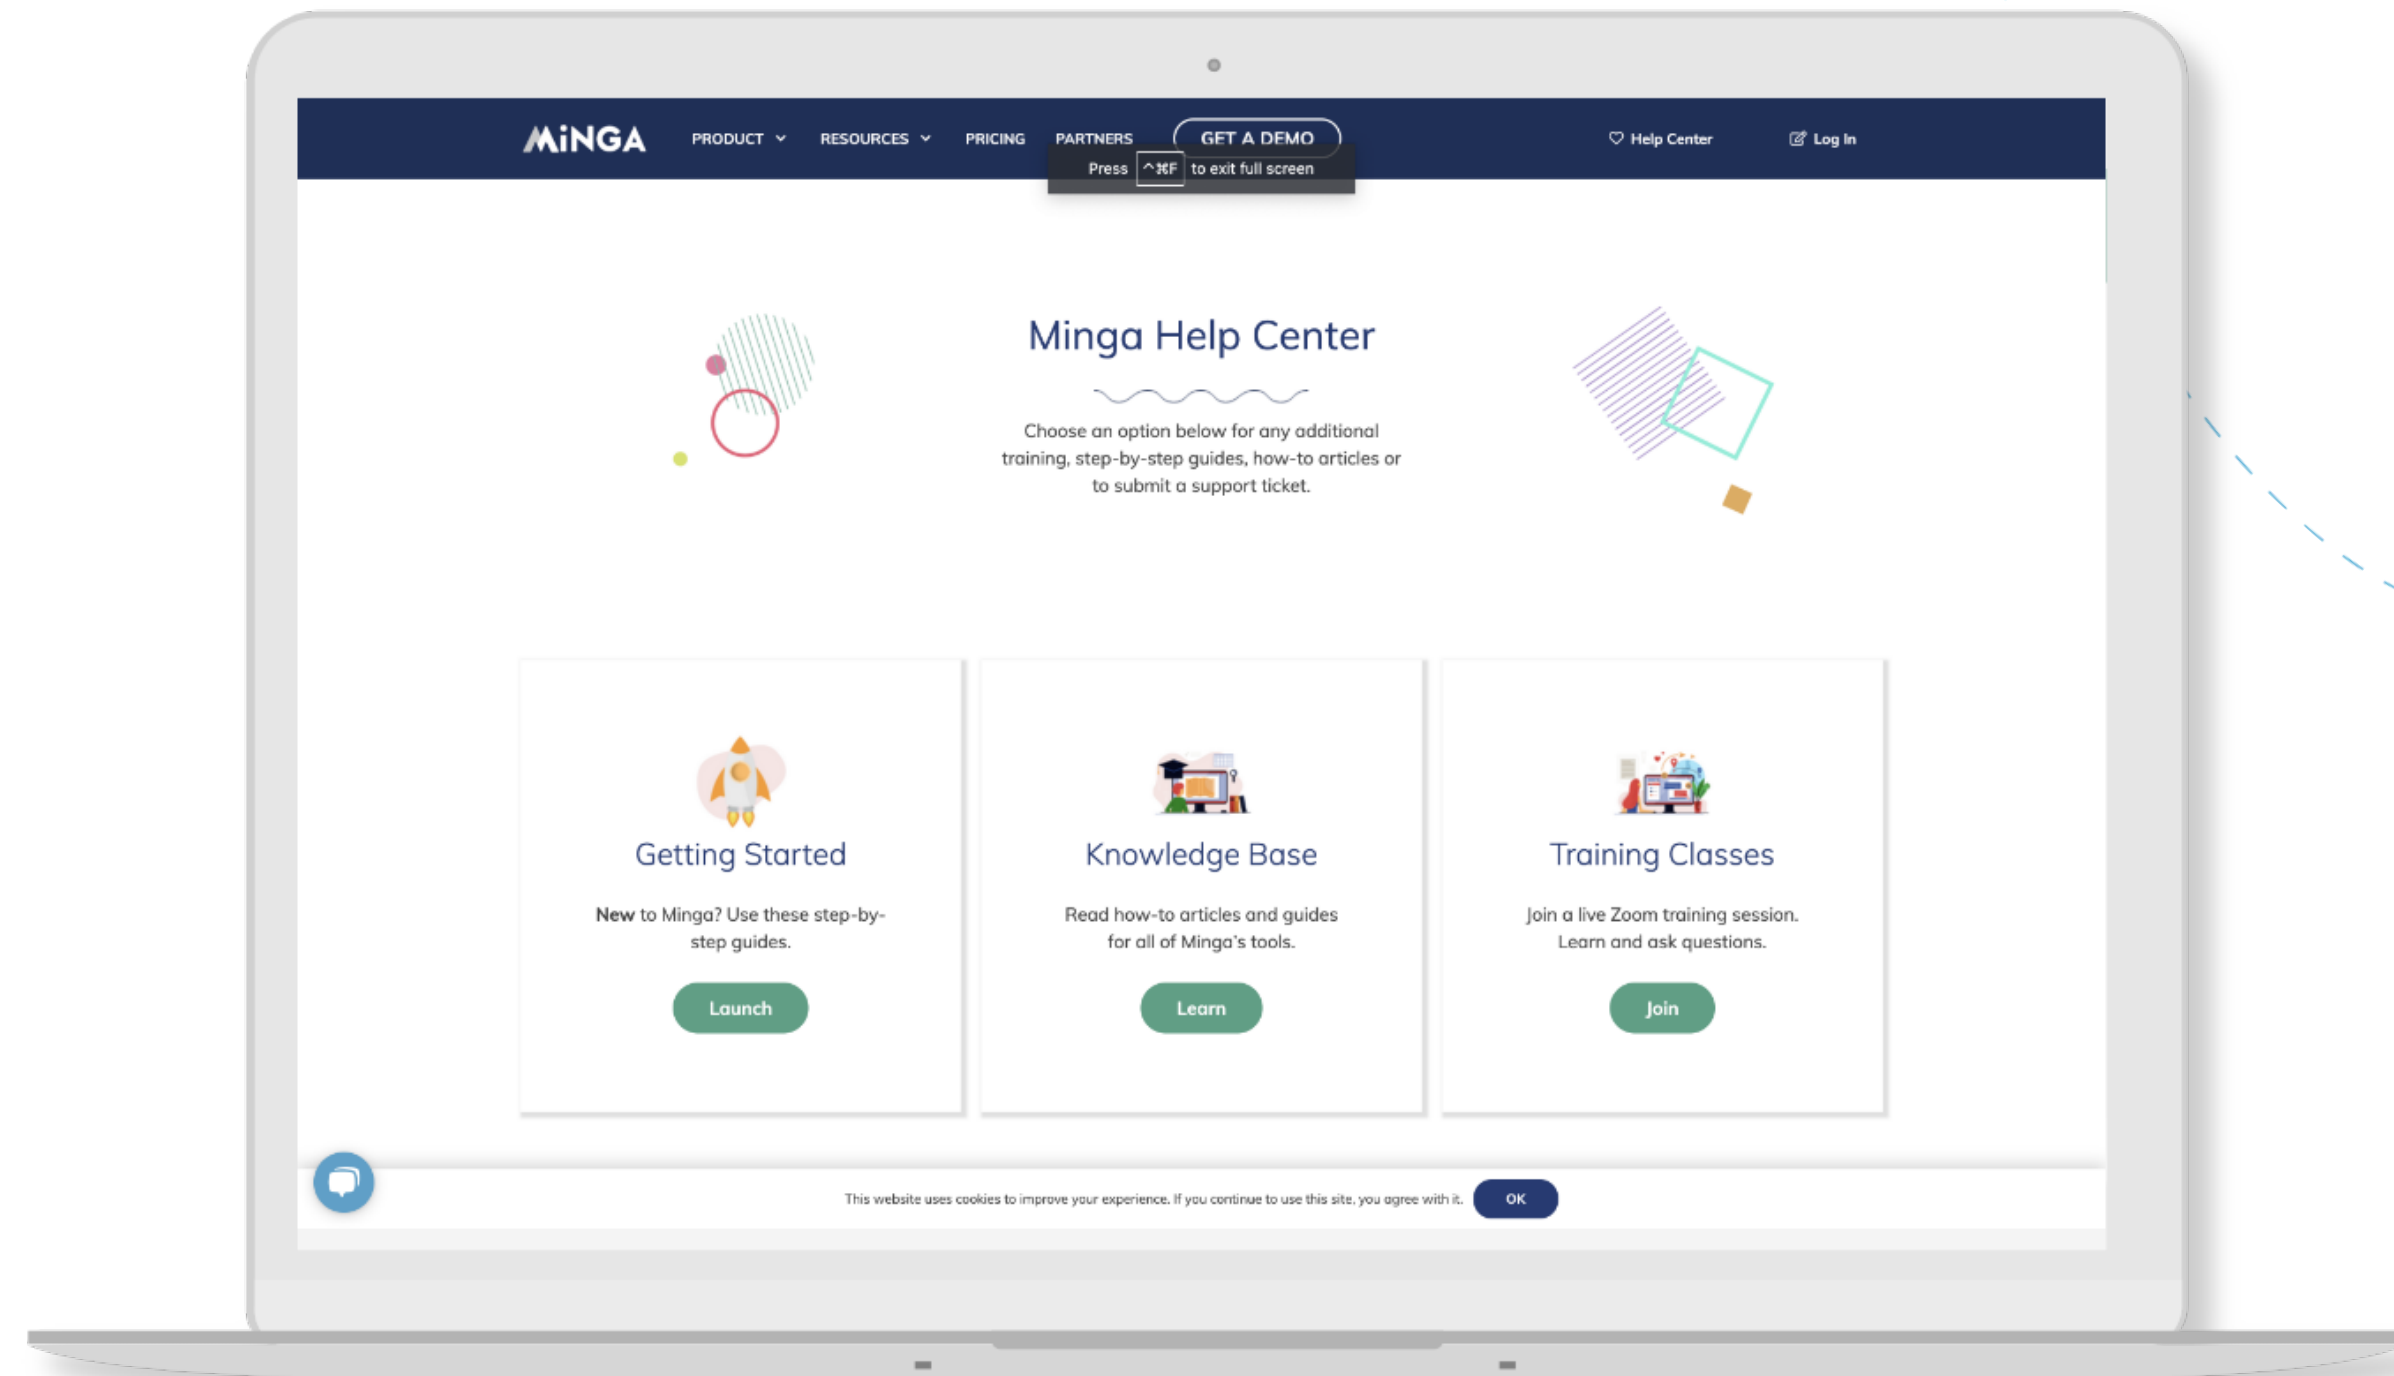 MiNGA PRODUCT RESOURCES PRICING PARTNERS GET A DEMO Help Center Log In
Press ^⌘F to exit full screen
Minga Help Center
Choose an option below for any additional
training, step-by-step guides, how-to articles or
to submit a support ticket.
Getting Started
New to Minga? Use these step-by-
step guides.
Launch
Knowledge Base
Read how-to articles and guides
for all of Minga's tools.
Learn
Training Classes
Join a live Zoom training session.
Learn and ask questions.
Join
This website uses cookies to improve your experience. If you continue to use this site, you agree with it. OK